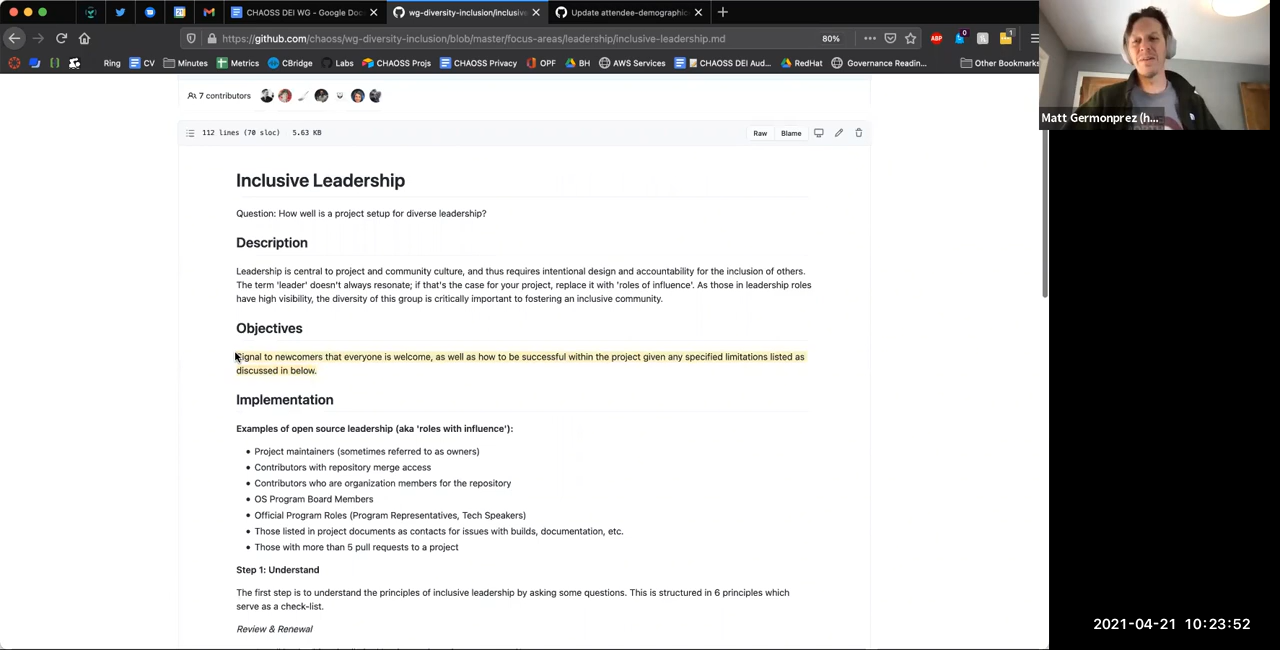 CHAOSS DEI WG - Google Doc
wg-diversity-inclusion/inclusive
Update attendee-demographic
https://github.com/chaoss/wg-diversity-inclusion/blob/master/focus-areas/leadership/inclusive-leadership.md
80%
ABP
0
1
Ring
CV
Minutes
Metrics
CBridge
Labs
CHAOSS Projs
CHAOSS Privacy
OPF
BH
AWS Services
CHAOSS DEI Aud...
RedHat
Governance Readin...
Other Bookmarks
Matt Germonprez (h...
7 contributors
112 lines (70 sloc) 5.63 KB
Raw Blame
Inclusive Leadership
Question: How well is a project setup for diverse leadership?
Description
Leadership is central to project and community culture, and thus requires intentional design and accountability for the inclusion of others.
The term 'leader' doesn't always resonate; if that's the case for your project, replace it with 'roles of influence'. As those in leadership roles
have high visibility, the diversity of this group is critically important to fostering an inclusive community.
Objectives
Signal to newcomers that everyone is welcome, as well as how to be successful within the project given any specified limitations listed as
discussed in below.
Implementation
Examples of open source leadership (aka 'roles with influence'):
Project maintainers (sometimes referred to as owners)
Contributors with repository merge access
Contributors who are organization members for the repository
OS Program Board Members
Official Program Roles (Program Representatives, Tech Speakers)
Those listed in project documents as contacts for issues with builds, documentation, etc.
Those with more than 5 pull requests to a project
Step 1: Understand
The first step is to understand the principles of inclusive leadership by asking some questions. This is structured in 6 principles which
serve as a check-list.
Review & Renewal
2021-04-21 10:23:52